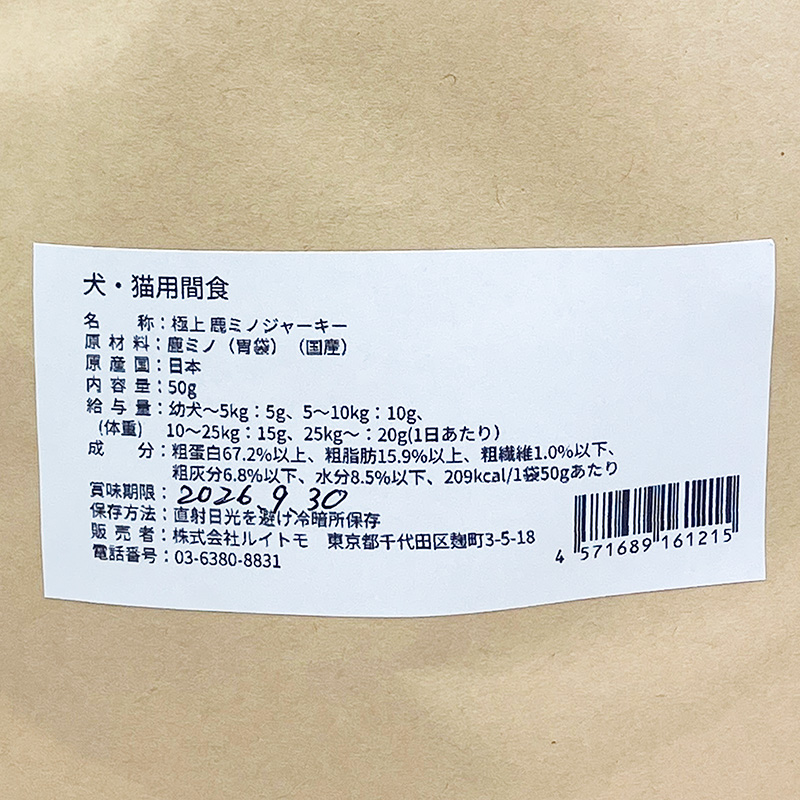 犬・猫用間食
名 称：極上 鹿ミノジャーキー
原材料：鹿ミノ（胃袋）（国産）
原産国：日本
内容量：50g
給与量：幼犬〜5kg：5g、5〜10kg：10g、
(体重) 10〜25kg：15g、25kg〜：20g(1日あたり)
成 分：粗蛋白67.2%以上、粗脂肪15.9%以上、粗繊維1.0%以下、
粗灰分6.8%以下、水分8.5%以下、209kcal/1袋50gあたり
賞味期限：2026.9.30
保存方法：直射日光を避け冷暗所保存
販売者：株式会社ルイトモ 東京都千代田区麹町3-5-18
電話番号：03-6380-8831
4 571689 161215